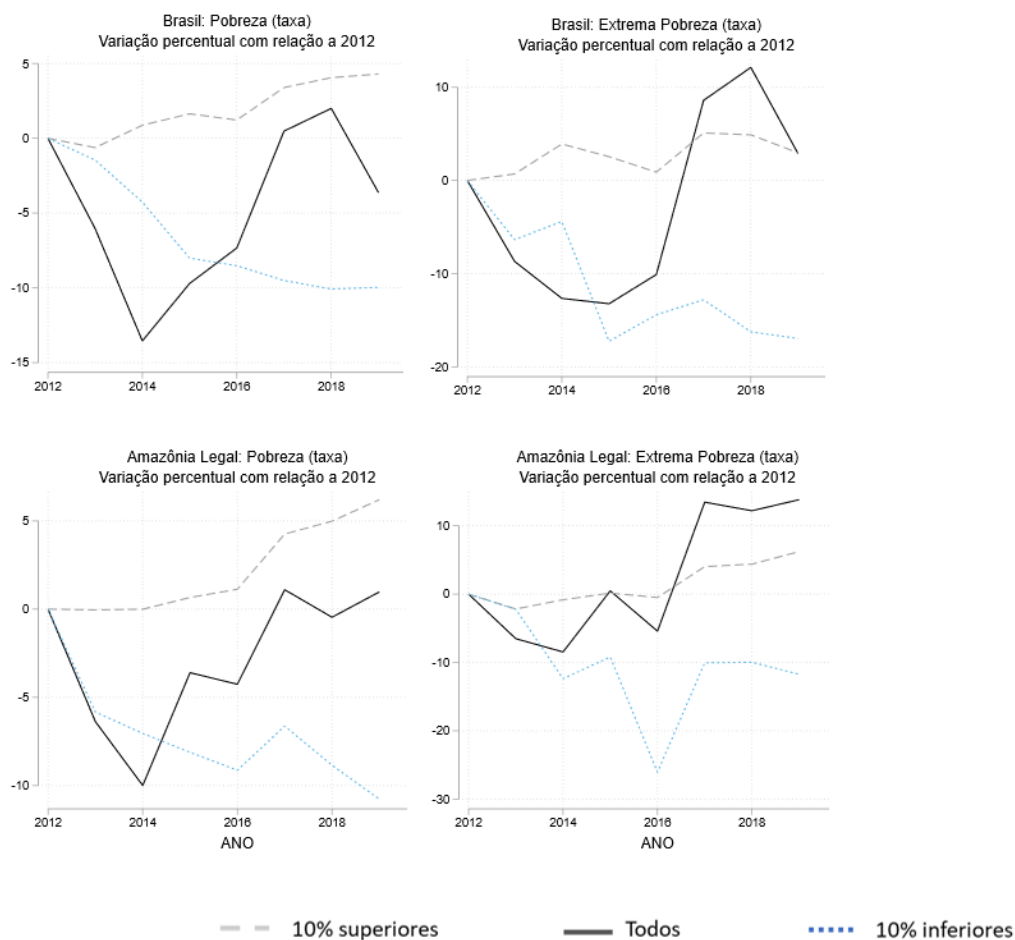 Brasil: Pobreza (taxa)
Variação percentual com relação a 2012
5
0
-5
-10
-15
2012
2014
2016
2018
Brasil: Extrema Pobreza (taxa)
Variação percentual com relação a 2012
10
0
-10
-20
2012
2014
2016
2018
Amazônia Legal: Pobreza (taxa)
Variação percentual com relação a 2012
5
0
-5
-10
2012
2014
2016
2018
ANO
Amazônia Legal: Extrema Pobreza (taxa)
Variação percentual com relação a 2012
10
0
-10
-20
-30
2012
2014
2016
2018
ANO
10% superiores
Todos
10% inferiores